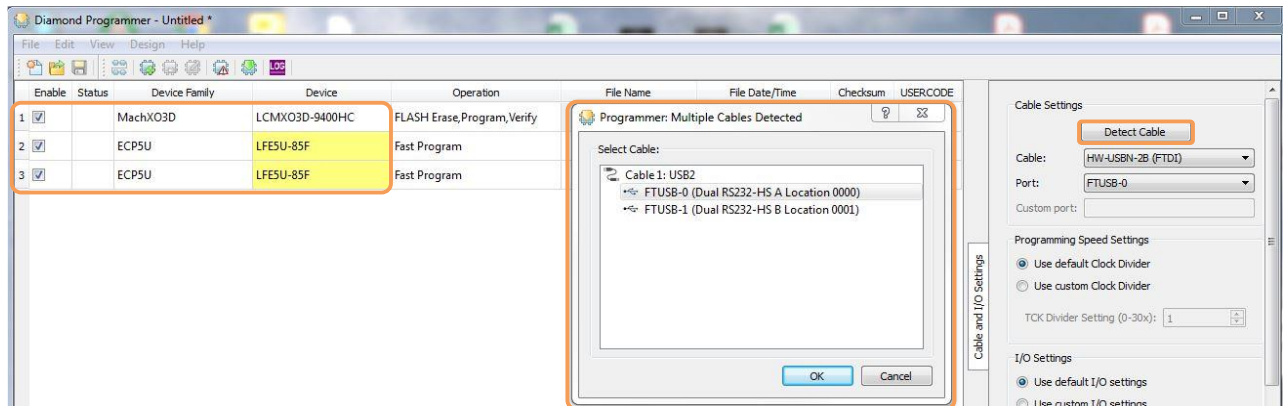 Diamond Programmer - Untitled *
File Edit View Design Help
LOG
Enable Status Device Family Device Operation File Name File Date/Time Checksum USERCODE
1 MachXO3D LCMXO3D-9400HC FLASH Erase,Program,Verify
2 ECP5U LFE5U-85F Fast Program
3 ECP5U LFE5U-85F Fast Program
Programmer: Multiple Cables Detected
Select Cable:
Cable 1: USB2
FTUSB-0 (Dual RS232-HS A Location 0000)
FTUSB-1 (Dual RS232-HS B Location 0001)
OK Cancel
Cable and I/O Settings
Cable Settings
Detect Cable
Cable: HW-USBN-2B (FTDI)
Port: FTUSB-0
Custom port:
Programming Speed Settings
Use default Clock Divider
Use custom Clock Divider
TCK Divider Setting (0-30x): 1
I/O Settings
Use default I/O settings
Use custom I/O settings